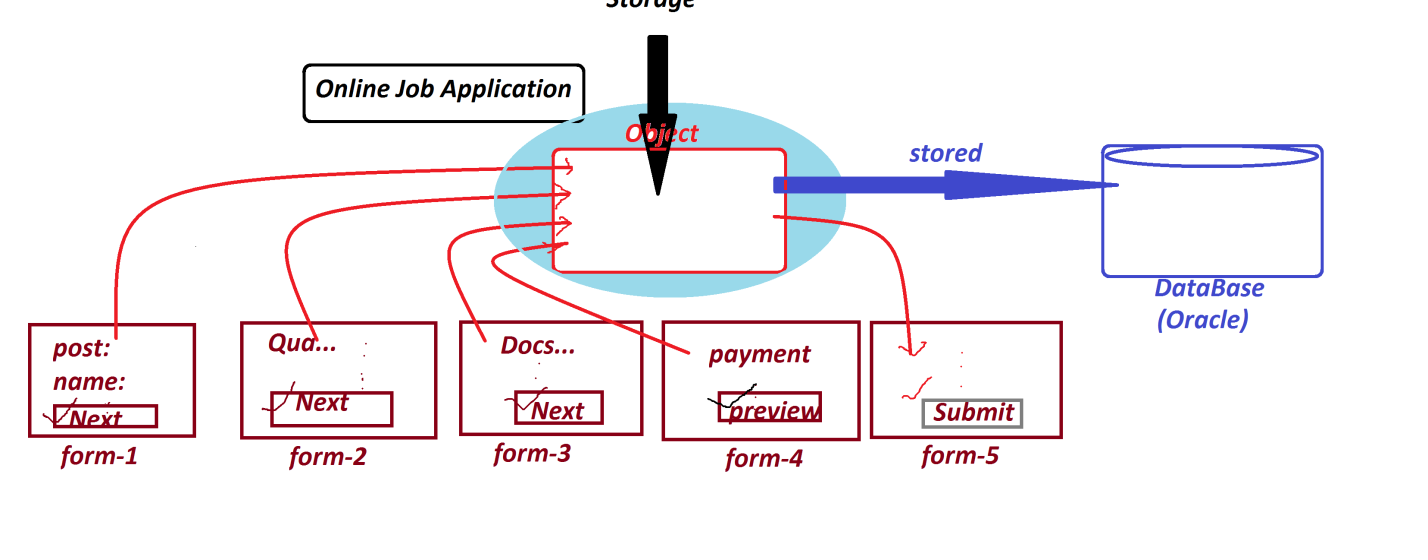 Storage
Online Job Application
Object
stored
DataBase
(Oracle)
post:
name:
Next
form-1
Qua...
Next
form-2
Docs...
Next
form-3
payment
preview
form-4
Submit
form-5